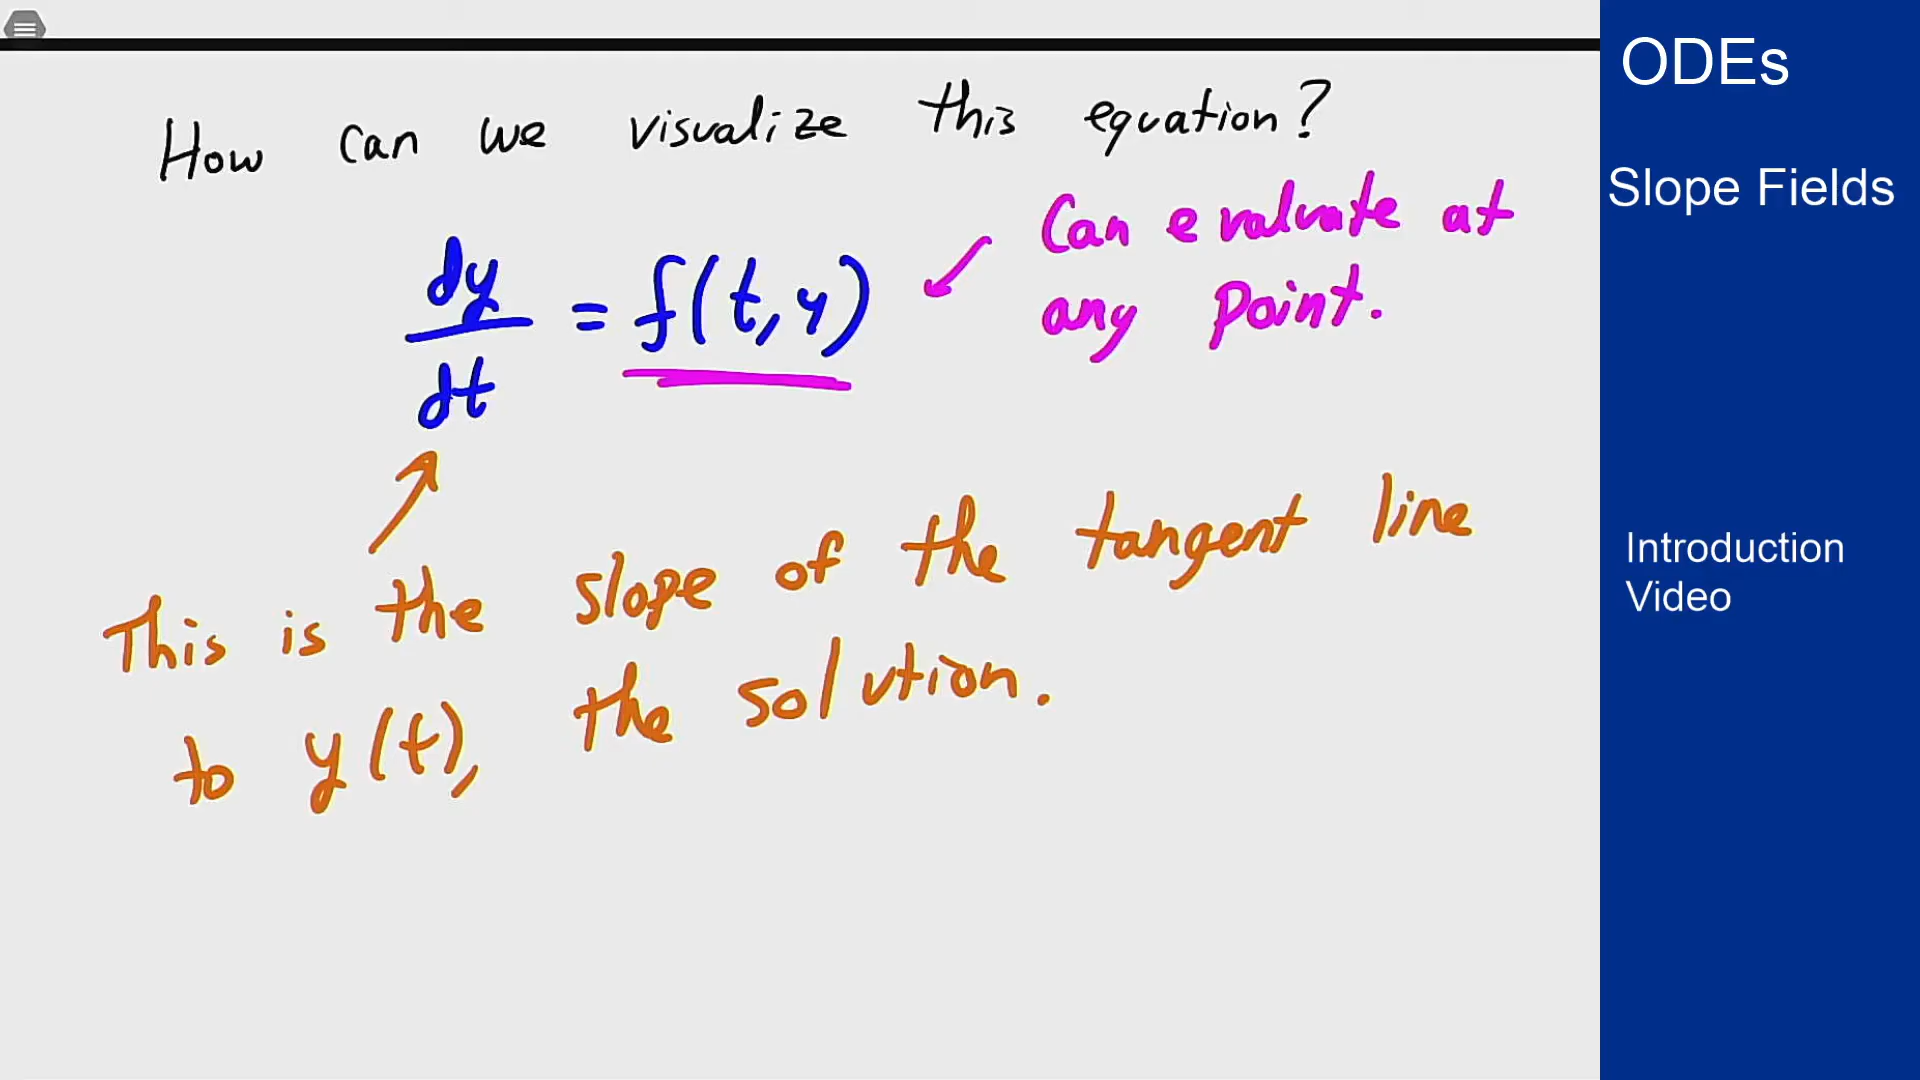 How can we visualize this equation?
dy/dt = f(t,y)
Can evaluate at
any point.
This is the slope of the tangent line
to y(t), the solution.
ODEs
Slope Fields
Introduction
Video